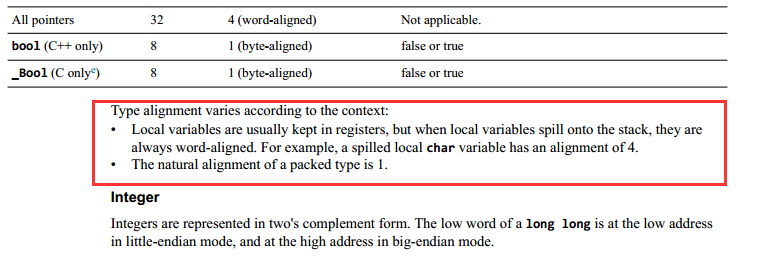 All pointers 32 4 (word-aligned) Not applicable.
bool (C++ only) 8 1 (byte-aligned) false or true
_Bool (C only c) 8 1 (byte-aligned) false or true
Type alignment varies according to the context:
• Local variables are usually kept in registers, but when local variables spill onto the stack, they are
always word-aligned. For example, a spilled local char variable has an alignment of 4.
• The natural alignment of a packed type is 1.
Integer
Integers are represented in two's complement form. The low word of a long long is at the low address
in little-endian mode, and at the high address in big-endian mode.